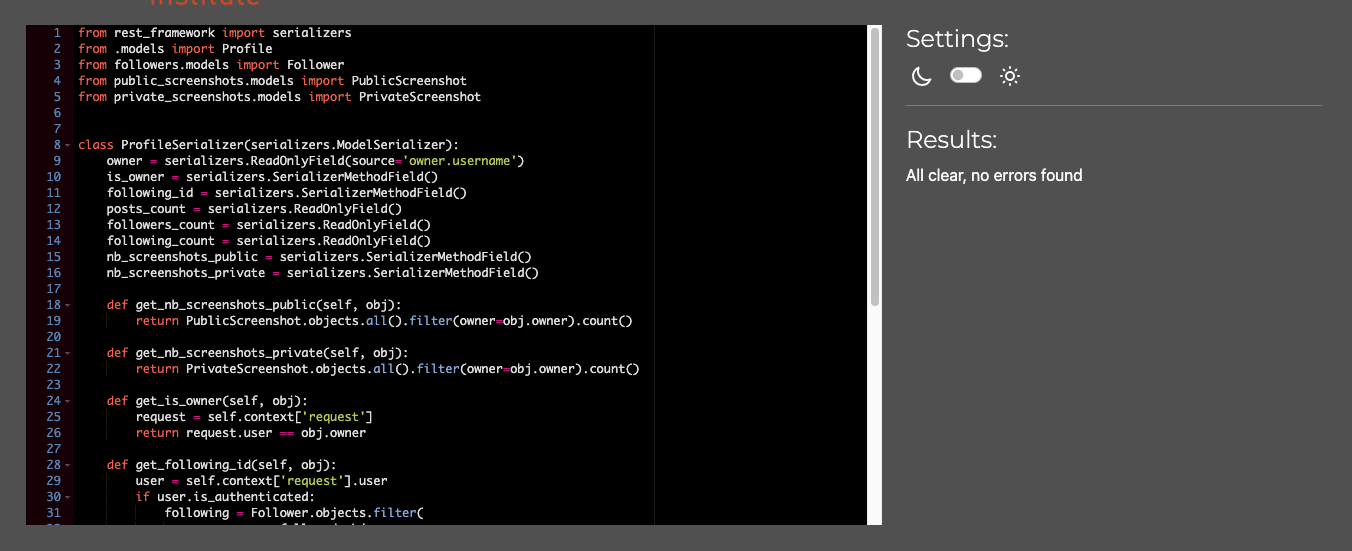 institute
1 from rest_framework import serializers
2 from .models import Profile
3 from followers.models import Follower
4 from public_screenshots.models import PublicScreenshot
5 from private_screenshots.models import PrivateScreenshot
6
7
8 class ProfileSerializer(serializers.ModelSerializer):
9     owner = serializers.ReadOnlyField(source='owner.username')
10     is_owner = serializers.SerializerMethodField()
11     following_id = serializers.SerializerMethodField()
12     posts_count = serializers.ReadOnlyField()
13     followers_count = serializers.ReadOnlyField()
14     following_count = serializers.ReadOnlyField()
15     nb_screenshots_public = serializers.SerializerMethodField()
16     nb_screenshots_private = serializers.SerializerMethodField()
17
18     def get_nb_screenshots_public(self, obj):
19         return PublicScreenshot.objects.all().filter(owner=obj.owner).count()
20
21     def get_nb_screenshots_private(self, obj):
22         return PrivateScreenshot.objects.all().filter(owner=obj.owner).count()
23
24     def get_is_owner(self, obj):
25         request = self.context['request']
26         return request.user == obj.owner
27
28     def get_following_id(self, obj):
29         user = self.context['request'].user
30         if user.is_authenticated:
31             following = Follower.objects.filter(
Settings:
Results:
All clear, no errors found